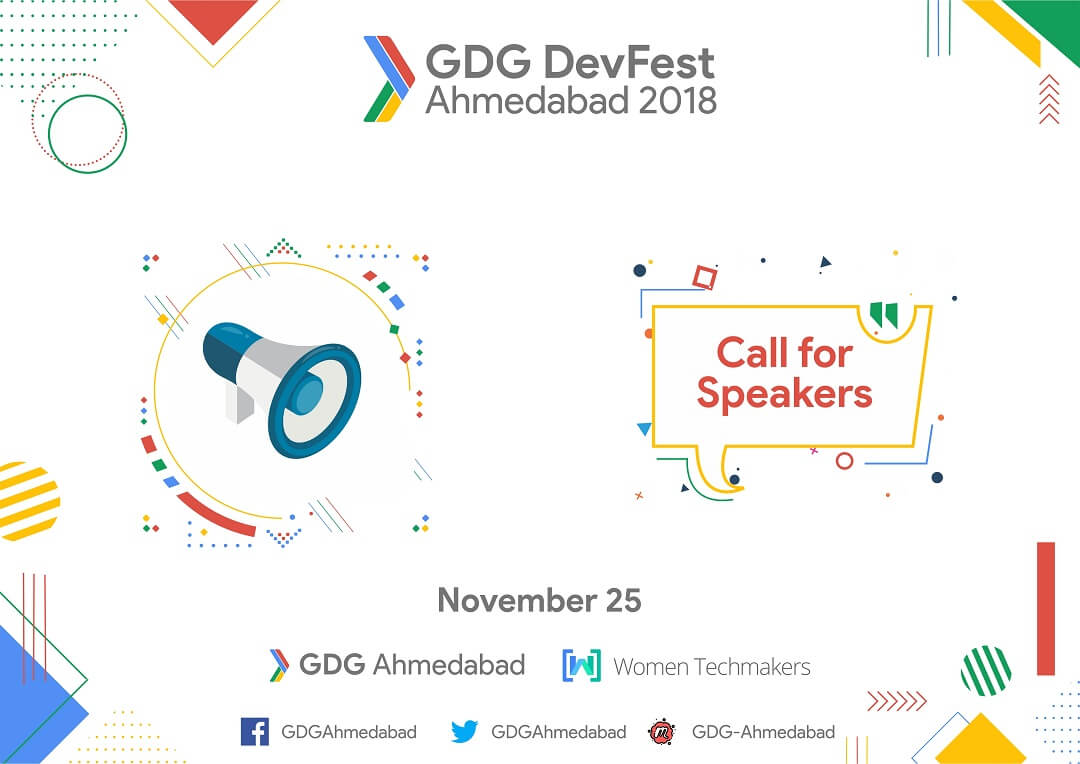 GDG DevFest
Ahmedabad 2018
Call for
Speakers
November 25
GDG Ahmedabad
Women Techmakers
GDGAhmedabad
GDGAhmedabad
GDG-Ahmedabad